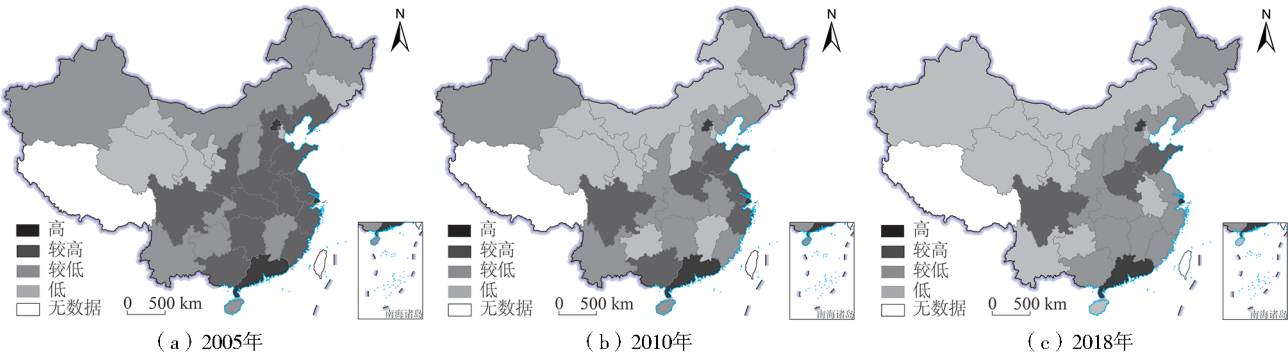 N
高
较高
较低
低
无数据
0 500 km
南海诸岛
(a)2005年
N
高
较高
较低
低
无数据
0 500 km
南海诸岛
(b)2010年
N
高
较高
较低
低
无数据
0 500 km
南海诸岛
(c)2018年